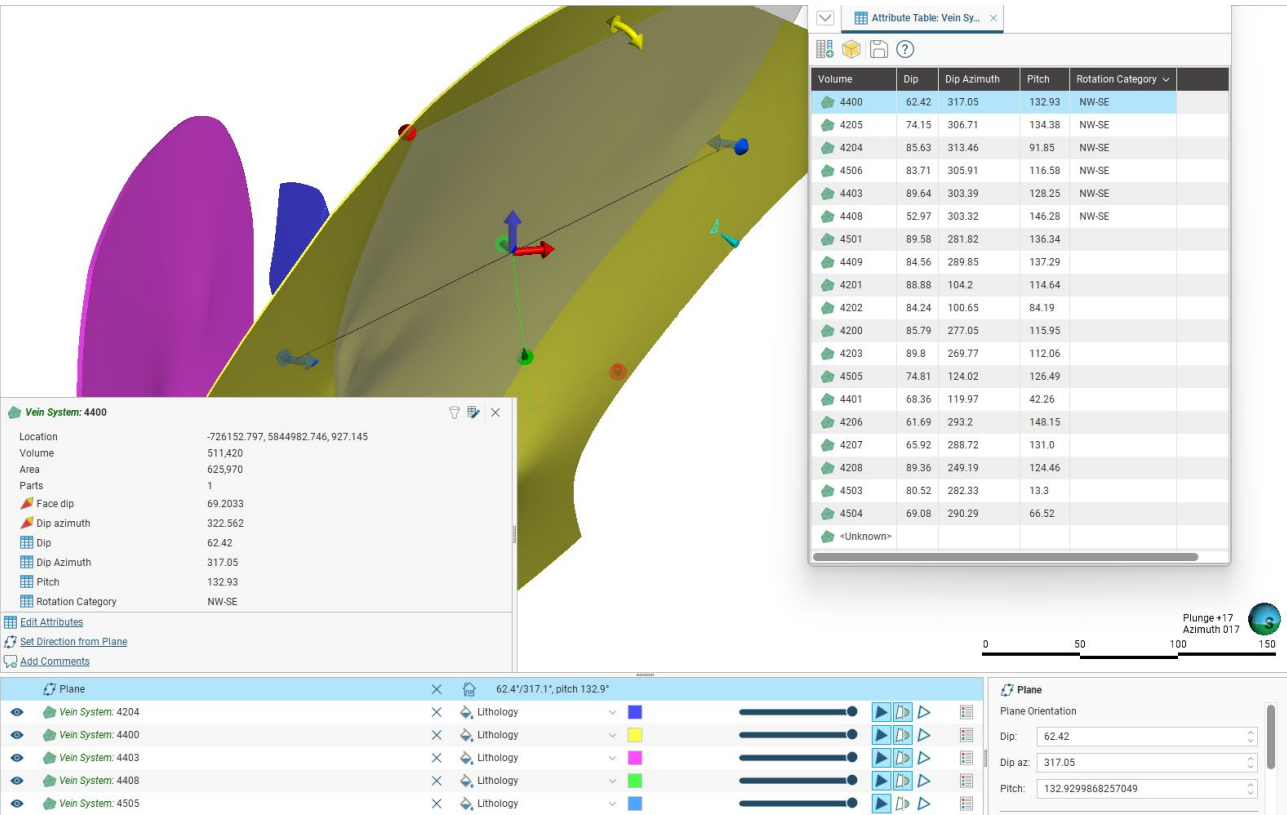 Attribute Table: Vein Sy...
Volume Dip Dip Azimuth Pitch Rotation Category
4400 62.42 317.05 132.93 NW-SE
4205 74.15 306.71 134.38 NW-SE
4204 85.63 313.46 91.85 NW-SE
4506 83.71 305.91 116.58 NW-SE
4403 89.64 303.39 128.25 NW-SE
4408 52.97 303.32 146.28 NW-SE
4501 89.58 281.82 136.34
4409 84.56 289.85 137.29
4201 88.88 104.2 114.64
4202 84.24 100.65 84.19
4200 85.79 277.05 115.95
4203 89.8 269.77 112.06
4505 74.81 124.02 126.49
4401 68.36 119.97 42.26
4206 61.69 293.2 148.15
4207 65.92 288.72 131.0
4208 89.36 249.19 124.46
4503 80.52 282.33 13.3
4504 69.08 290.29 66.52
<Unknown>
Vein System: 4400
Location -726152.797, 5844982.746, 927.145
Volume 511,420
Area 625,970
Parts 1
Face dip 69.2033
Dip azimuth 322.562
Dip 62.42
Dip Azimuth 317.05
Pitch 132.93
Rotation Category NW-SE
Edit Attributes
Set Direction from Plane
Add Comments
Plunge +17
Azimuth 017
S
0 50 100 150
Plane 62.4°/317.1°, pitch 132.9°
Vein System: 4204 Lithology
Vein System: 4400 Lithology
Vein System: 4403 Lithology
Vein System: 4408 Lithology
Vein System: 4505 Lithology
Plane
Plane Orientation
Dip: 62.42
Dip az: 317.05
Pitch: 132.9299868257049